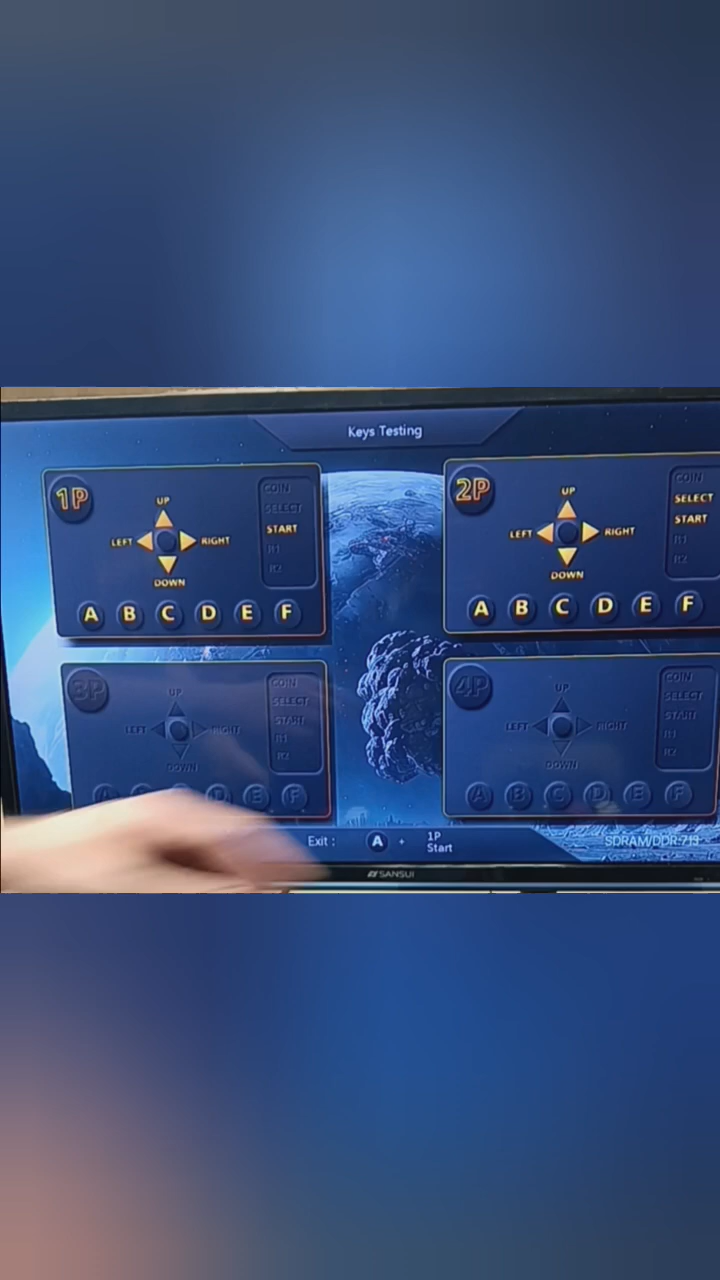 Keys Testing
1P
UP
LEFT
RIGHT
DOWN
COIN
SELECT
START
R1
R2
A B C D E F
2P
UP
LEFT
RIGHT
DOWN
COIN
SELECT
START
R1
R2
A B C D E F
3P
UP
LEFT
RIGHT
DOWN
COIN
SELECT
START
R1
R2
A D E F
4P
UP
LEFT
RIGHT
DOWN
COIN
SELECT
START
R1
R2
A B C D E F
Exit : A + 1P
Start
SDRAM/DDR-713
SANSUI